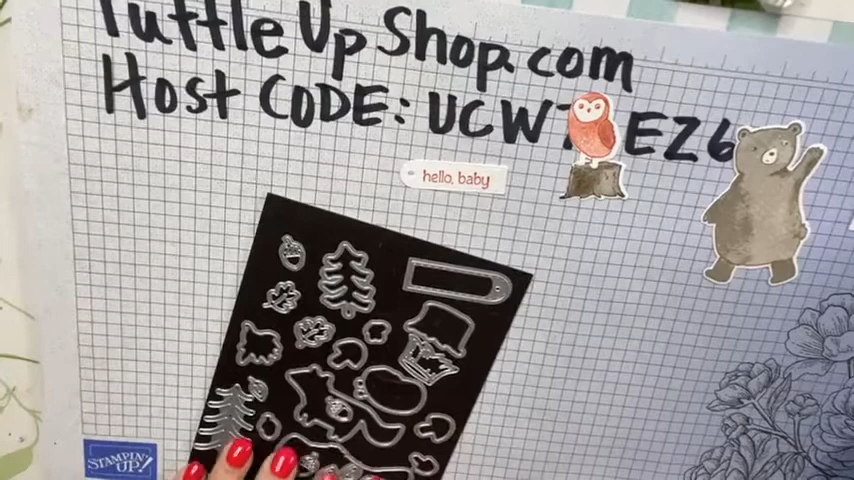 TuttleUpShop.com
Host CODE: UCW EZ6
hello, baby
STAMPIN' UP!